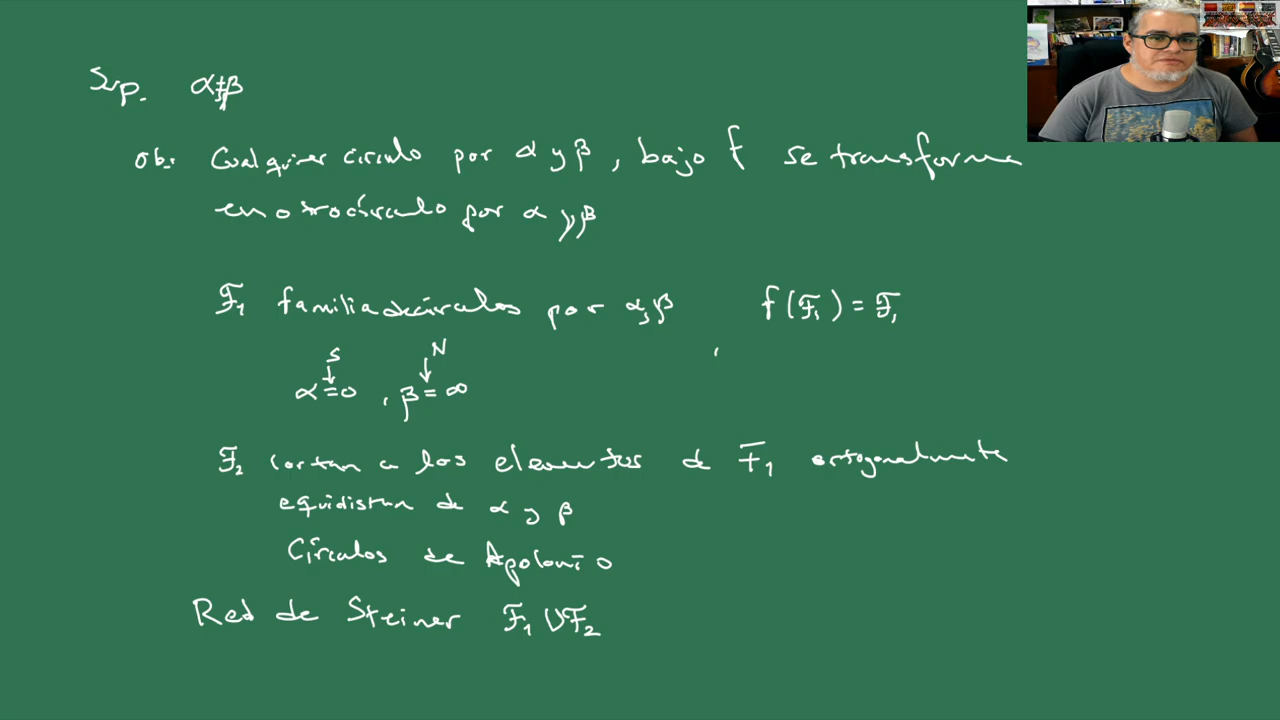 Sup. α≠β
Obs: Cualquier círculo por α y β, bajo f se transforma
en otro círculo por α y β
F₁ familia de círculos por α, β f(F₁) = F₁
S N
α=0, β=∞
F₂ cortan a los elementos de F₁ ortogonalmente
equidistan de α y β
Círculos de Apolonio
Red de Steiner F₁ ∪ F₂